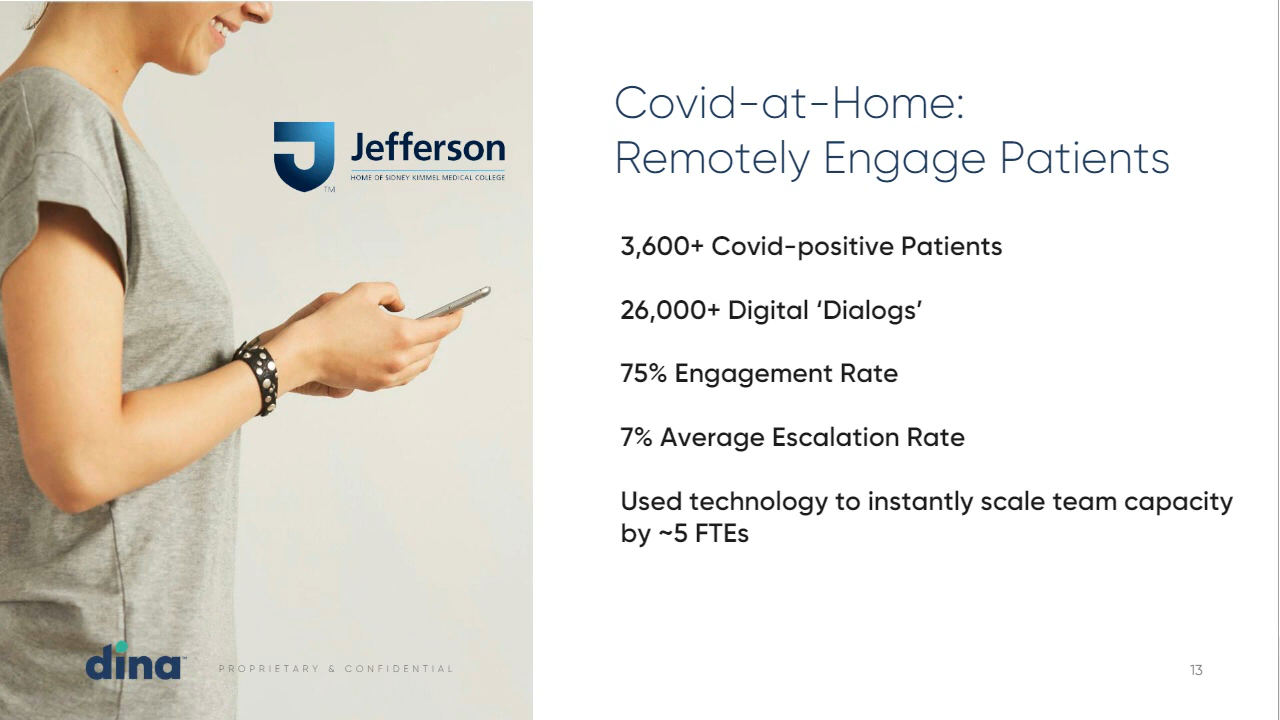 Jefferson
TM
HOME OF SIDNEY KIMMEL MEDICAL COLLEGE
Covid-at-Home:
Remotely Engage Patients
3,600+ Covid-positive Patients
26,000+ Digital ‘Dialogs’
75% Engagement Rate
7% Average Escalation Rate
Used technology to instantly scale team capacity
by ~5 FTEs
dina™
PROPRIETARY & CONFIDENTIAL
13